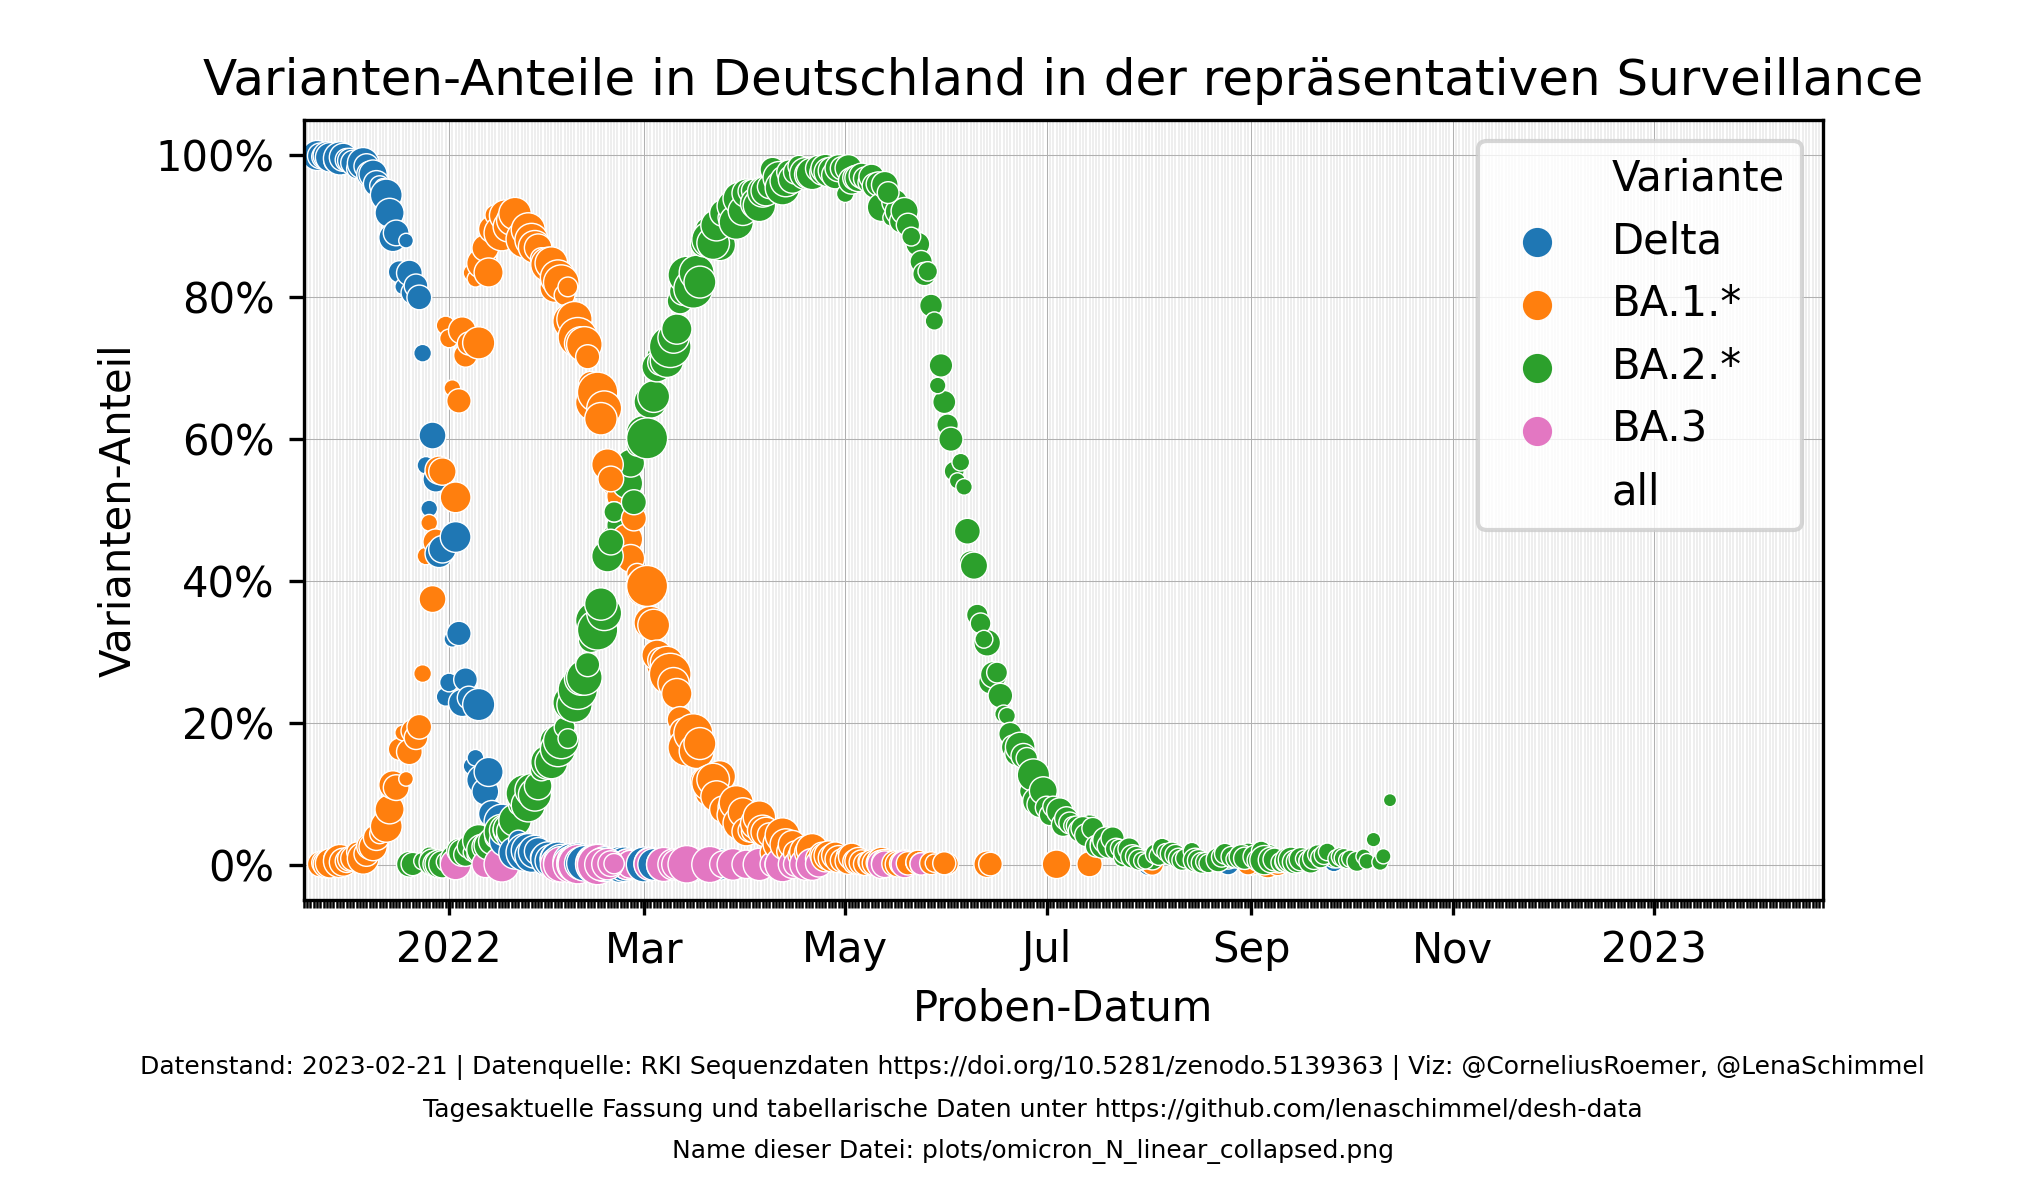 Varianten-Anteile in Deutschland in der repräsentativen Surveillance
100%
80%
60%
40%
20%
0%
Varianten-Anteil
Variante
Delta
BA.1.*
BA.2.*
BA.3
all
2022 Mar May Jul Sep Nov 2023
Proben-Datum
Datenstand: 2023-02-21 | Datenquelle: RKI Sequenzdaten https://doi.org/10.5281/zenodo.5139363 | Viz: @CorneliusRoemer, @LenaSchimmel
Tagesaktuelle Fassung und tabellarische Daten unter https://github.com/lenaschimmel/desh-data
Name dieser Datei: plots/omicron_N_linear_collapsed.png